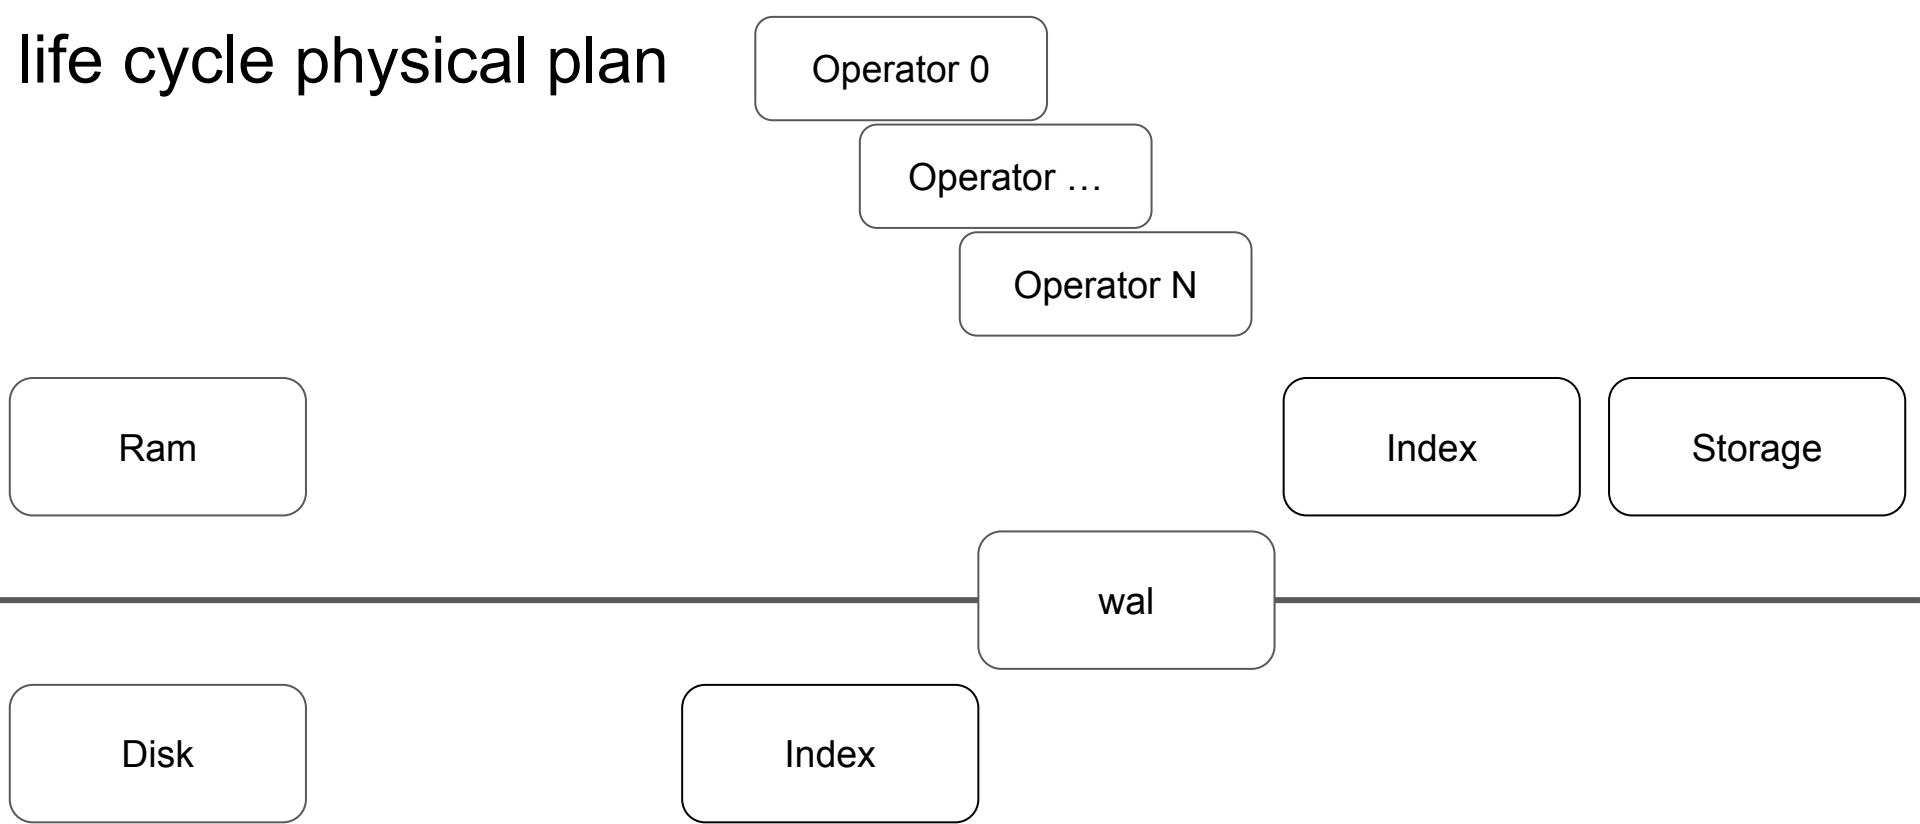 life cycle physical plan
Operator 0
Operator …
Operator N
Ram
Index
Storage
wal
Disk
Index